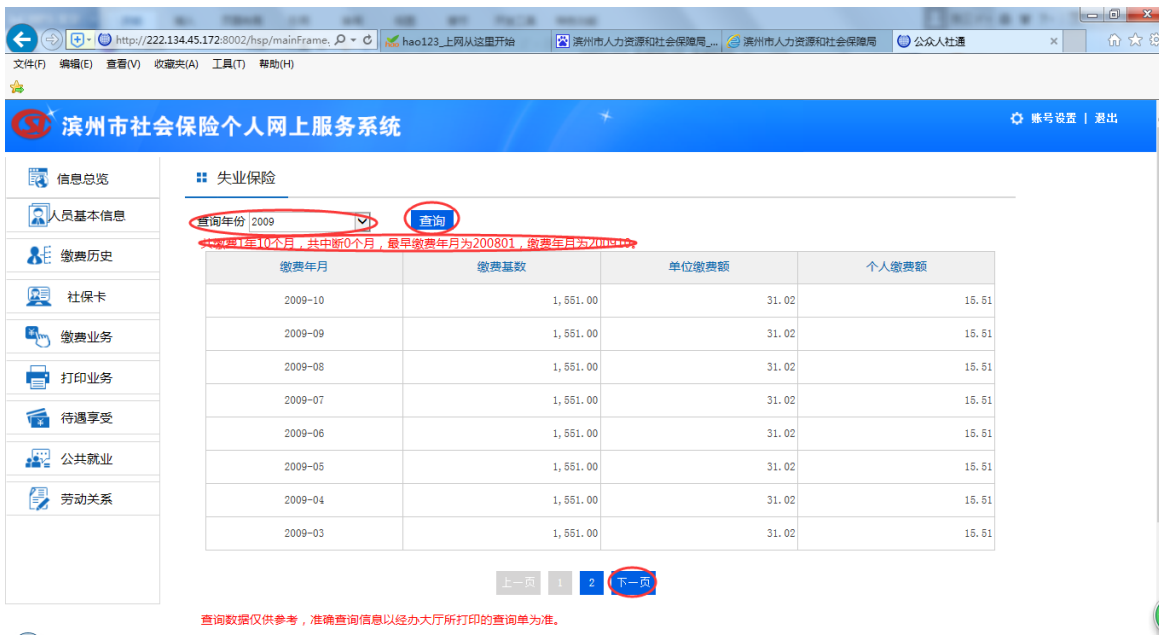 http://222.134.45.172:8002/hsp/mainFrame.
hao123_上网从这里开始
滨州市人力资源和社会保障局_...
滨州市人力资源和社会保障局
公众人社通
文件(F) 编辑(E) 查看(V) 收藏夹(A) 工具(T) 帮助(H)
滨州市社会保险个人网上服务系统
账号设置 | 退出
信息总览
人员基本信息
缴费历史
社保卡
缴费业务
打印业务
待遇享受
公共就业
劳动关系
失业保险
查询年份 2009 查询
共缴费1年10个月，共中断0个月，最早缴费年月为200801，缴费年月为200910。
缴费年月 缴费基数 单位缴费额 个人缴费额
2009-10 1,551.00 31.02 15.51
2009-09 1,551.00 31.02 15.51
2009-08 1,551.00 31.02 15.51
2009-07 1,551.00 31.02 15.51
2009-06 1,551.00 31.02 15.51
2009-05 1,551.00 31.02 15.51
2009-04 1,551.00 31.02 15.51
2009-03 1,551.00 31.02 15.51
上一页 1 2 下一页
查询数据仅供参考，准确查询信息以经办大厅所打印的查询单为准。